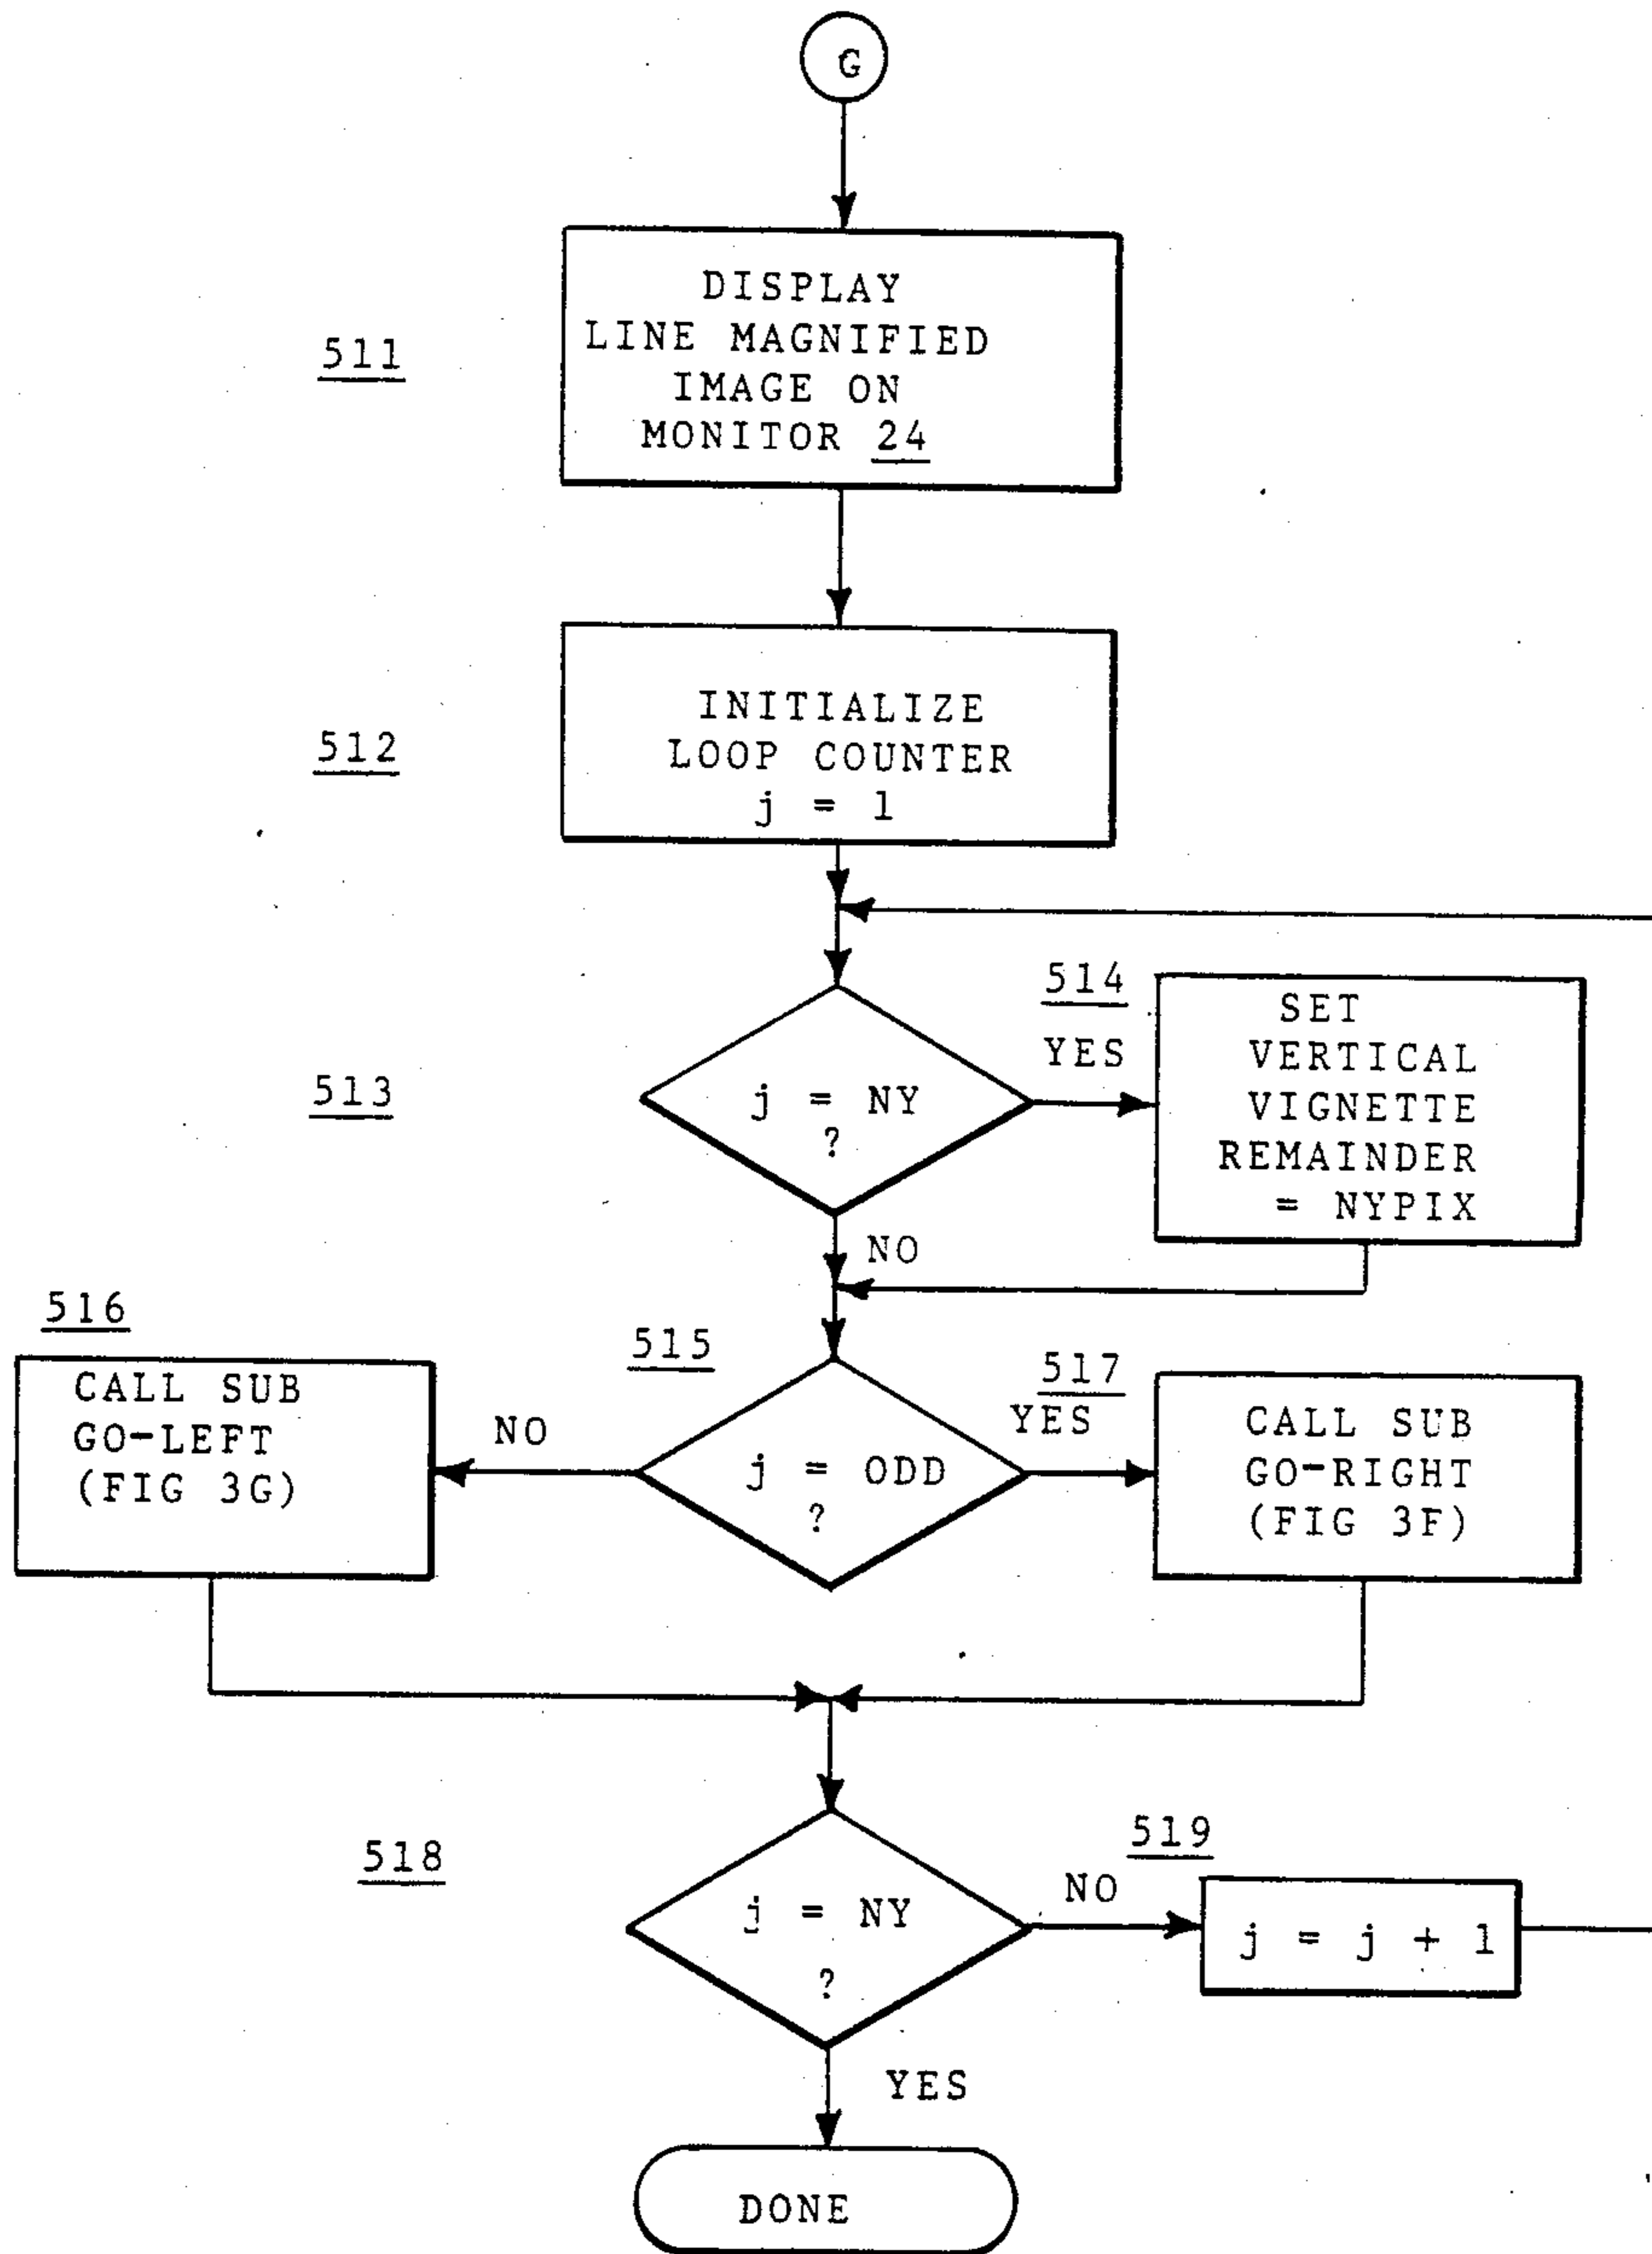 G
511
DISPLAY
LINE MAGNIFIED
IMAGE ON
MONITOR 24
512
INITIALIZE
LOOP COUNTER
j = 1
513
j = NY
?
514
YES
SET
VERTICAL
VIGNETTE
REMAINDER
= NYPIX
NO
516
CALL SUB
GO-LEFT
(FIG 3G)
NO
515
j = ODD
?
517
YES
CALL SUB
GO-RIGHT
(FIG 3F)
518
j = NY
?
NO
519
j = j + 1
YES
DONE